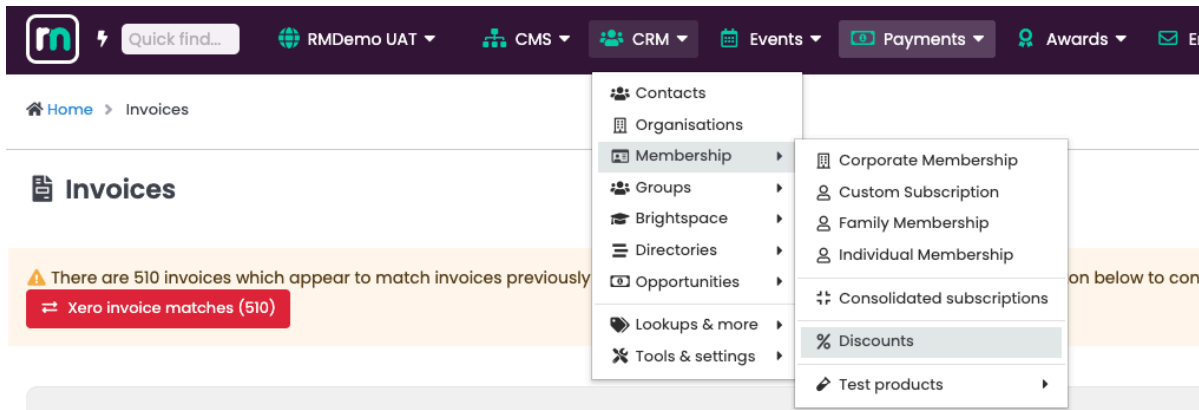 rn Quick find... RMDemo UAT CMS CRM Events Payments Awards
Home > Invoices
Invoices
There are 510 invoices which appear to match invoices previously
on below to con
Xero invoice matches (510)
Contacts
Organisations
Membership
Groups
Brightspace
Directories
Opportunities
Lookups & more
Tools & settings
Corporate Membership
Custom Subscription
Family Membership
Individual Membership
Consolidated subscriptions
% Discounts
Test products